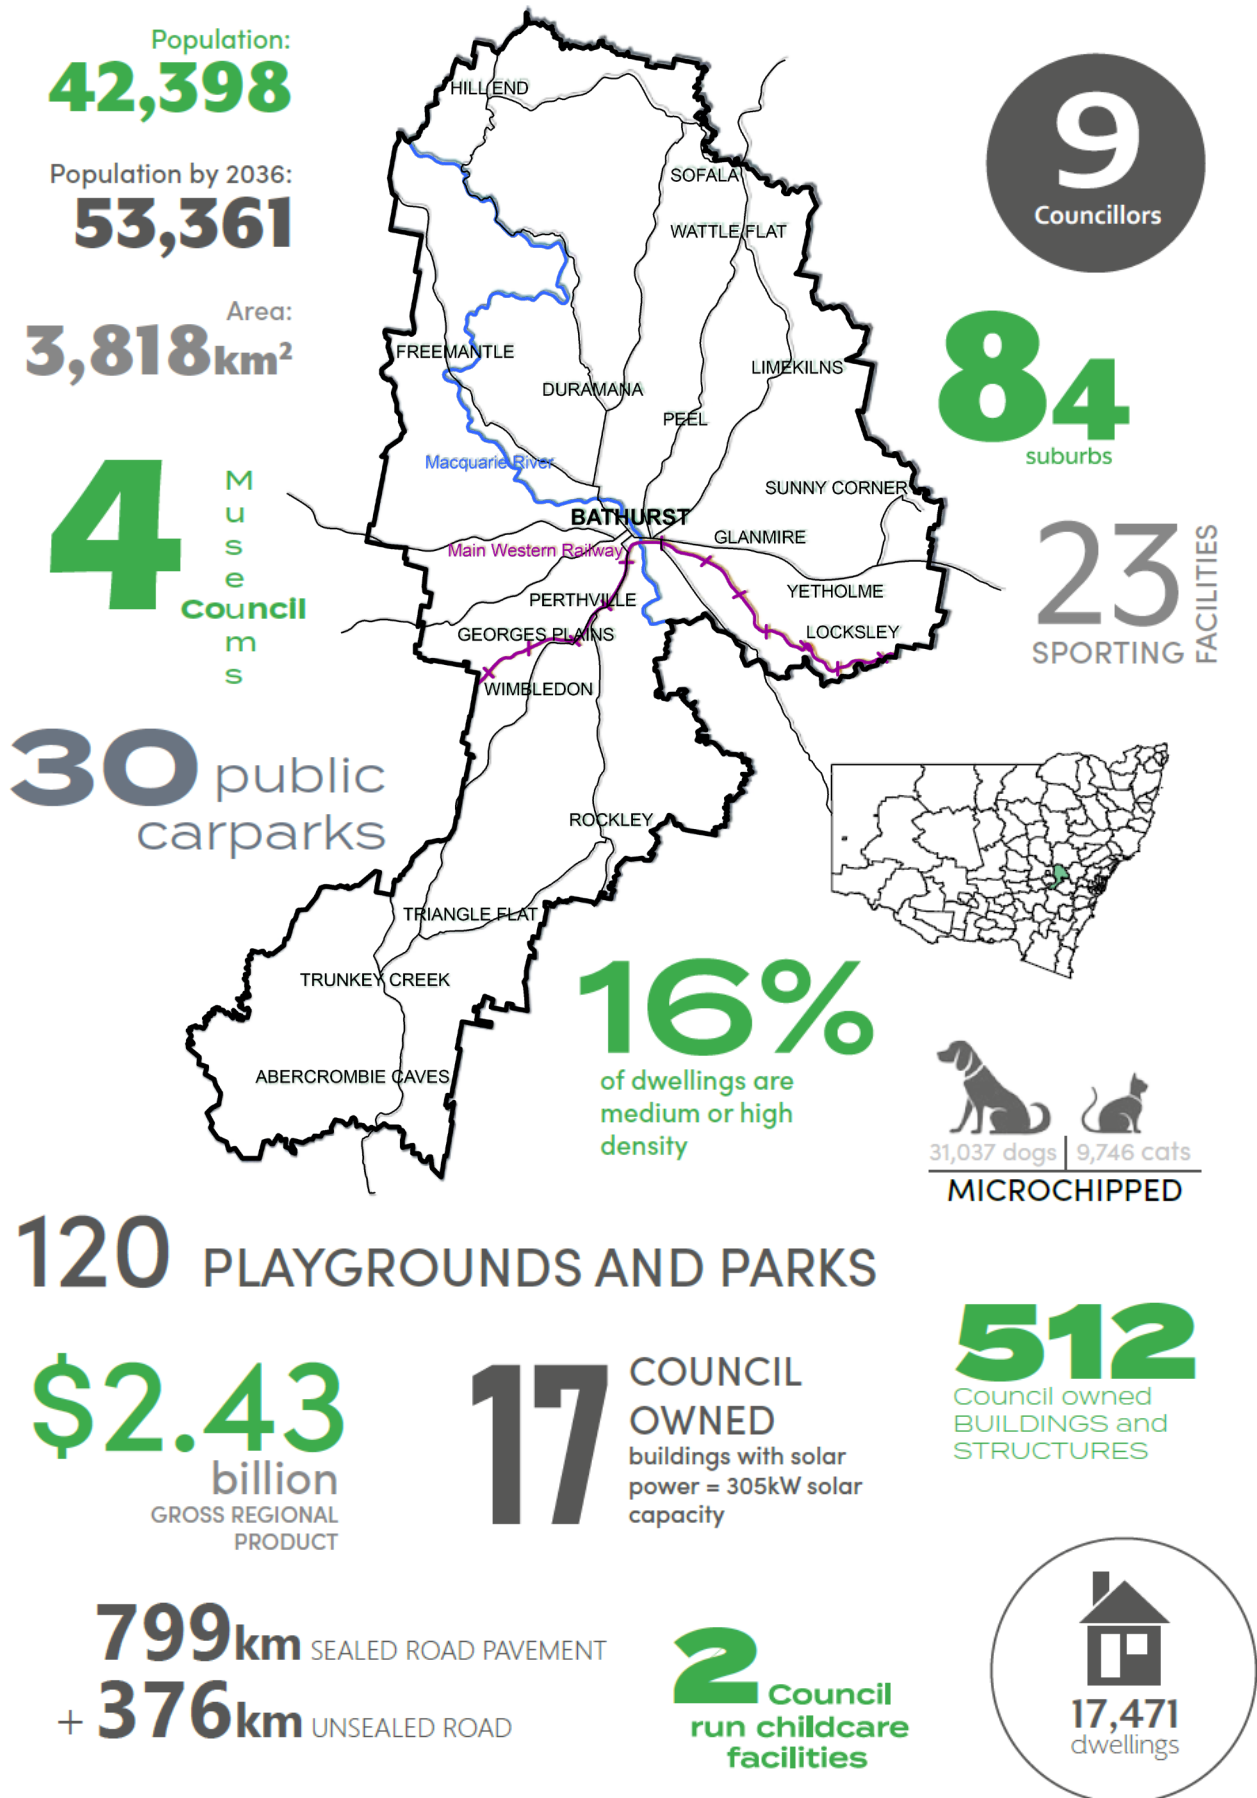 Population:
42,398
Population by 2036:
53,361
Area:
3,818km²
4
Museums
Council
30 public
carparks
HILL END
SOFALA
WATTLE FLAT
FREEMANTLE
LIMEKILNS
DURAMANA
PEEL
Macquarie River
SUNNY CORNER
BATHURST
GLANMIRE
Main Western Railway
YETHOLME
PERTHVILLE
LOCKSLEY
GEORGES PLAINS
WIMBLEDON
ROCKLEY
TRIANGLE FLAT
TRUNKEY CREEK
ABERCROMBIE CAVES
9
Councillors
84
suburbs
23
SPORTING
FACILITIES
16%
of dwellings are
medium or high
density
31,037 dogs | 9,746 cats
MICROCHIPPED
120 PLAYGROUNDS AND PARKS
$2.43
billion
GROSS REGIONAL
PRODUCT
17
COUNCIL
OWNED
buildings with solar
power = 305kW solar
capacity
512
Council owned
BUILDINGS and
STRUCTURES
799km SEALED ROAD PAVEMENT
+ 376km UNSEALED ROAD
2 Council
run childcare
facilities
17,471
dwellings